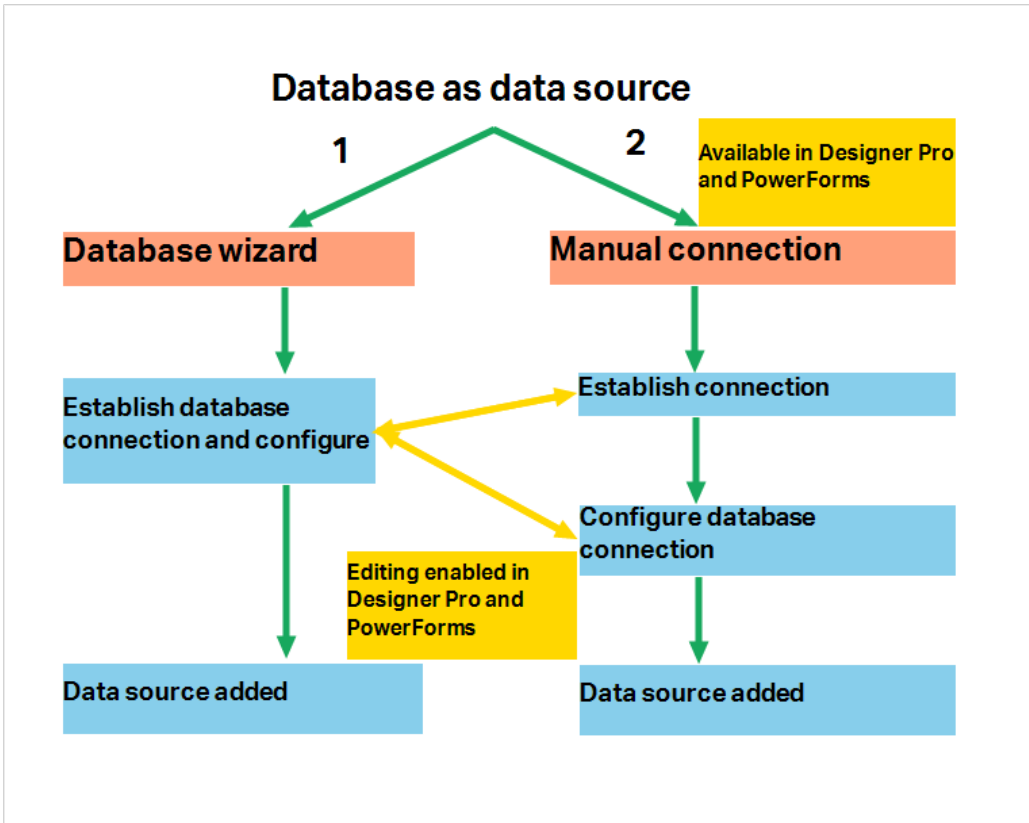 Database as data source
1
2
Available in Designer Pro
and PowerForms
Database wizard
Manual connection
Establish database
connection and configure
Establish connection
Configure database
connection
Editing enabled in
Designer Pro and
PowerForms
Data source added
Data source added